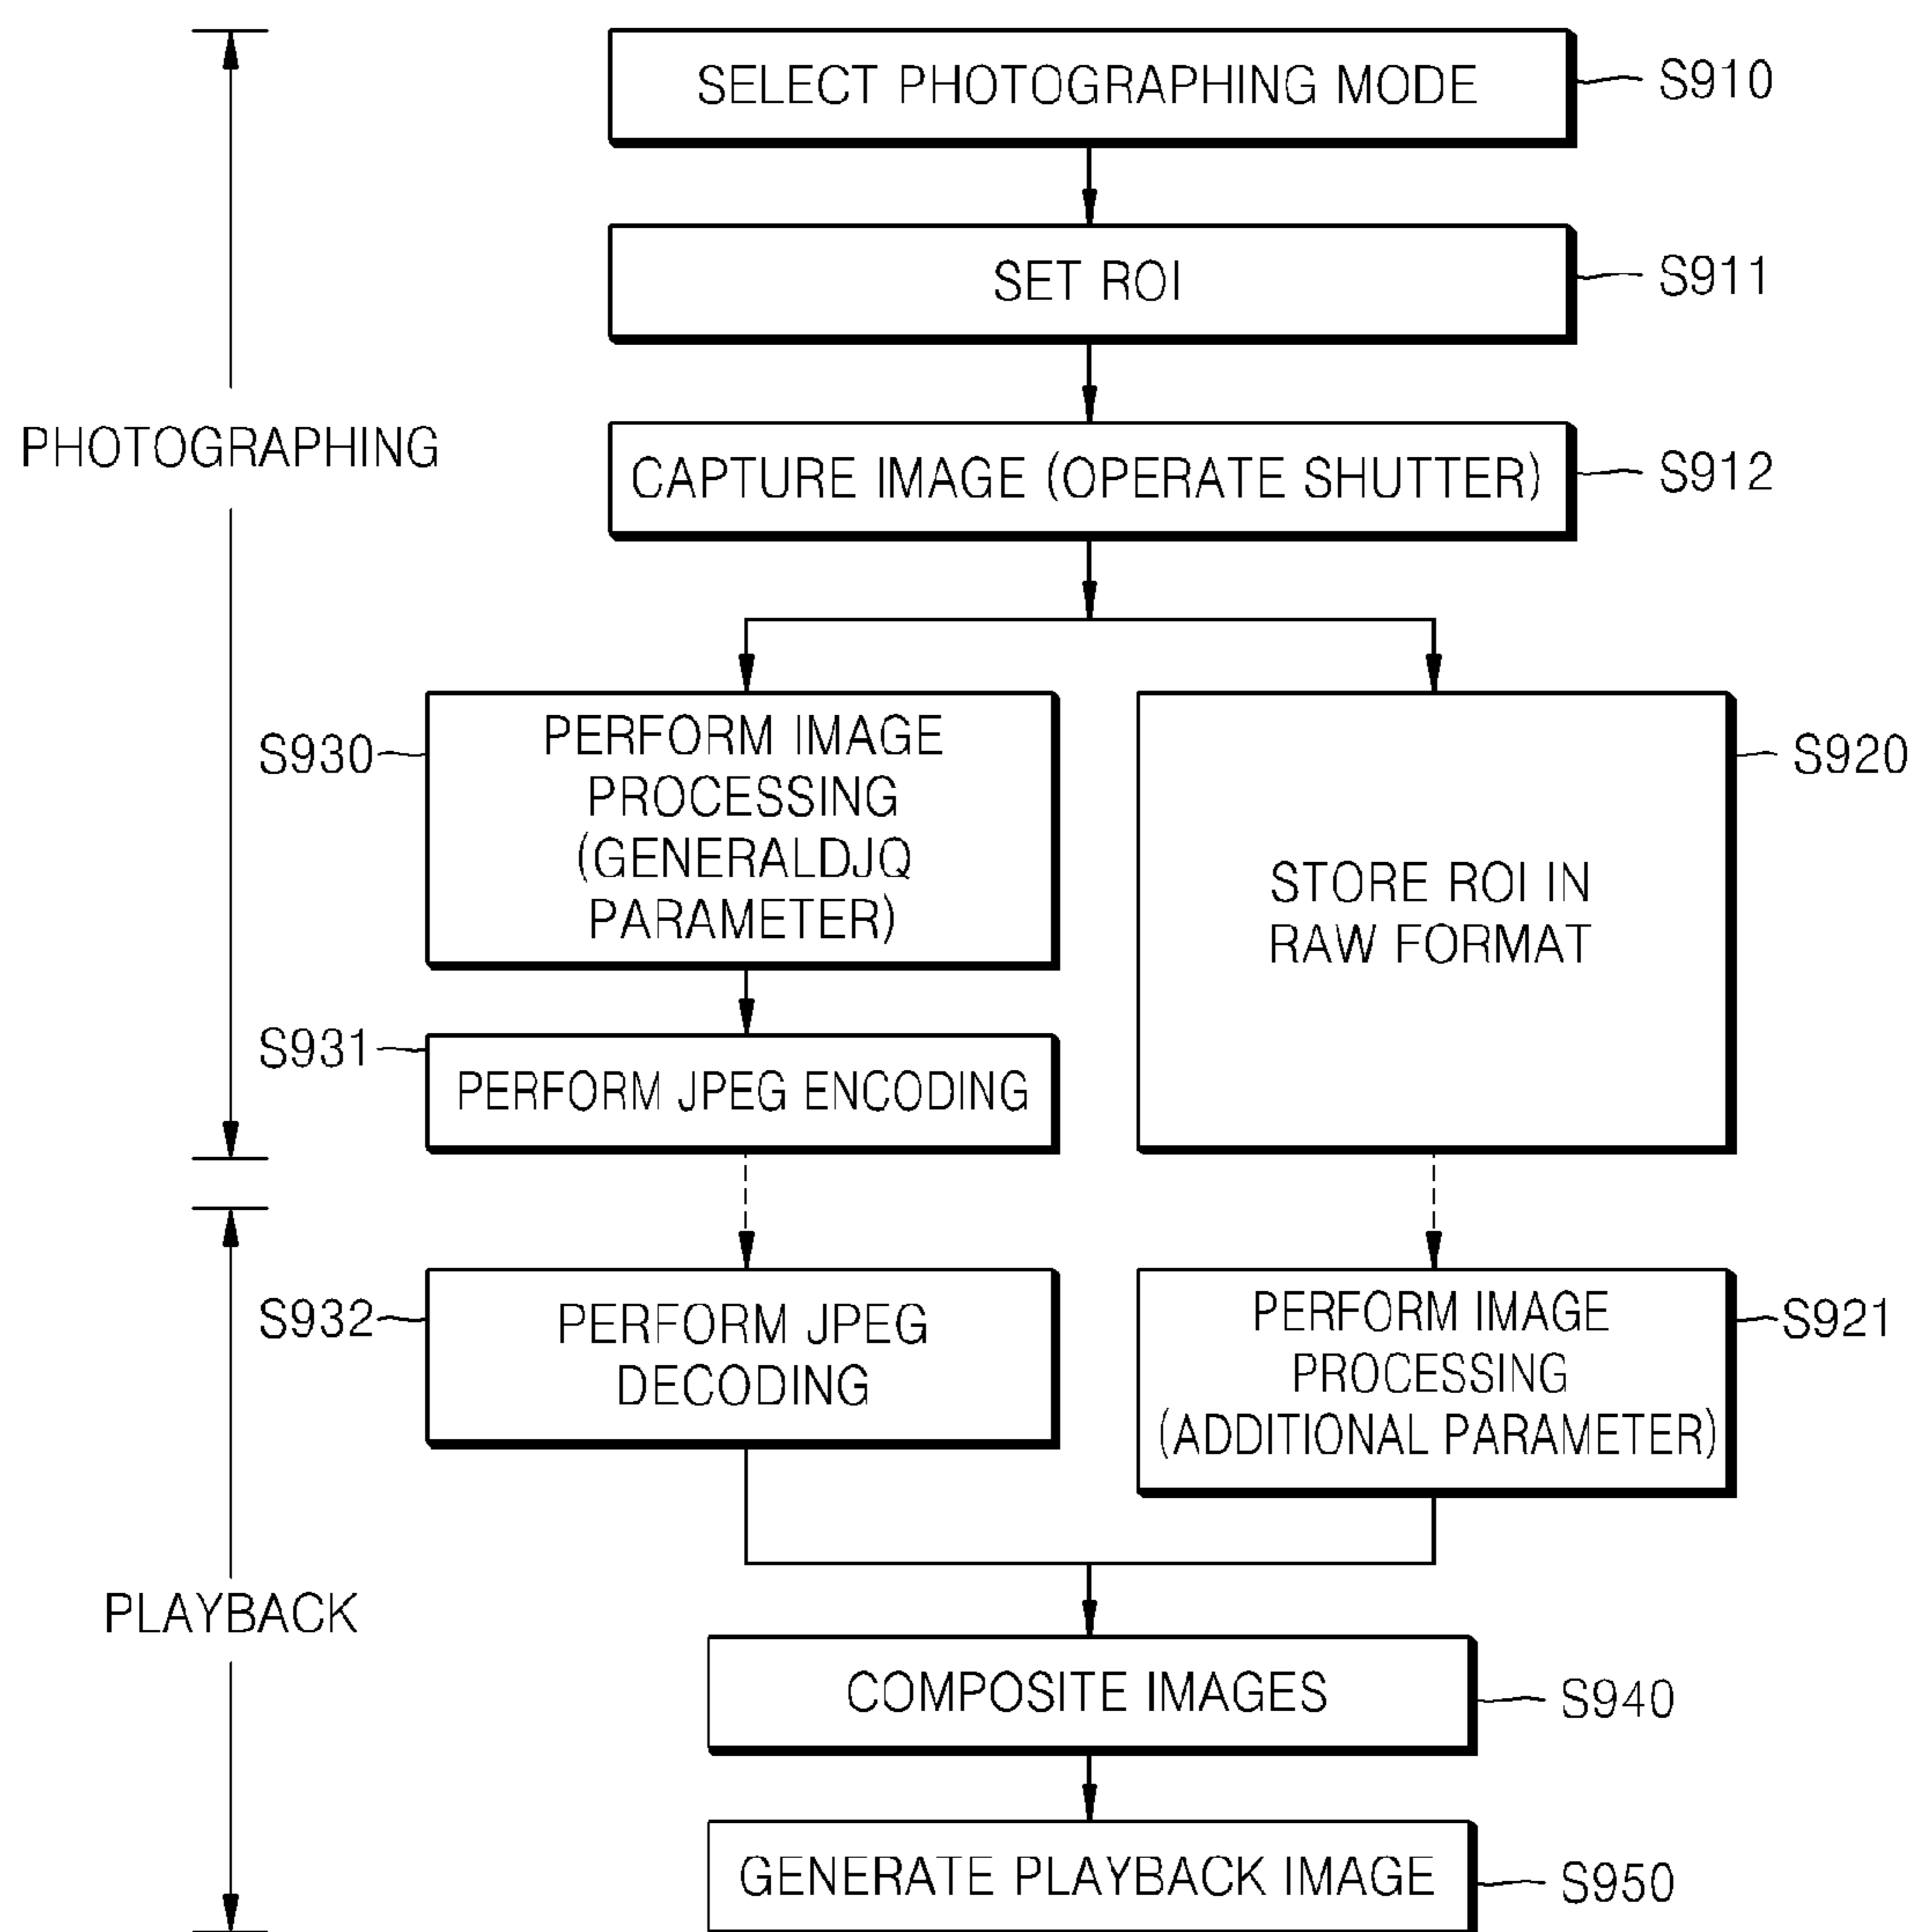 SELECT PHOTOGRAPHING MODE
S910
SET ROI
S911
PHOTOGRAPHING
CAPTURE IMAGE (OPERATE SHUTTER)
S912
S930
PERFORM IMAGE
PROCESSING
(GENERALDJQ
PARAMETER)
STORE ROI IN
RAW FORMAT
S920
S931
PERFORM JPEG ENCODING
S932
PERFORM JPEG
DECODING
PERFORM IMAGE
PROCESSING
(ADDITIONAL PARAMETER)
S921
PLAYBACK
COMPOSITE IMAGES
S940
GENERATE PLAYBACK IMAGE
S950